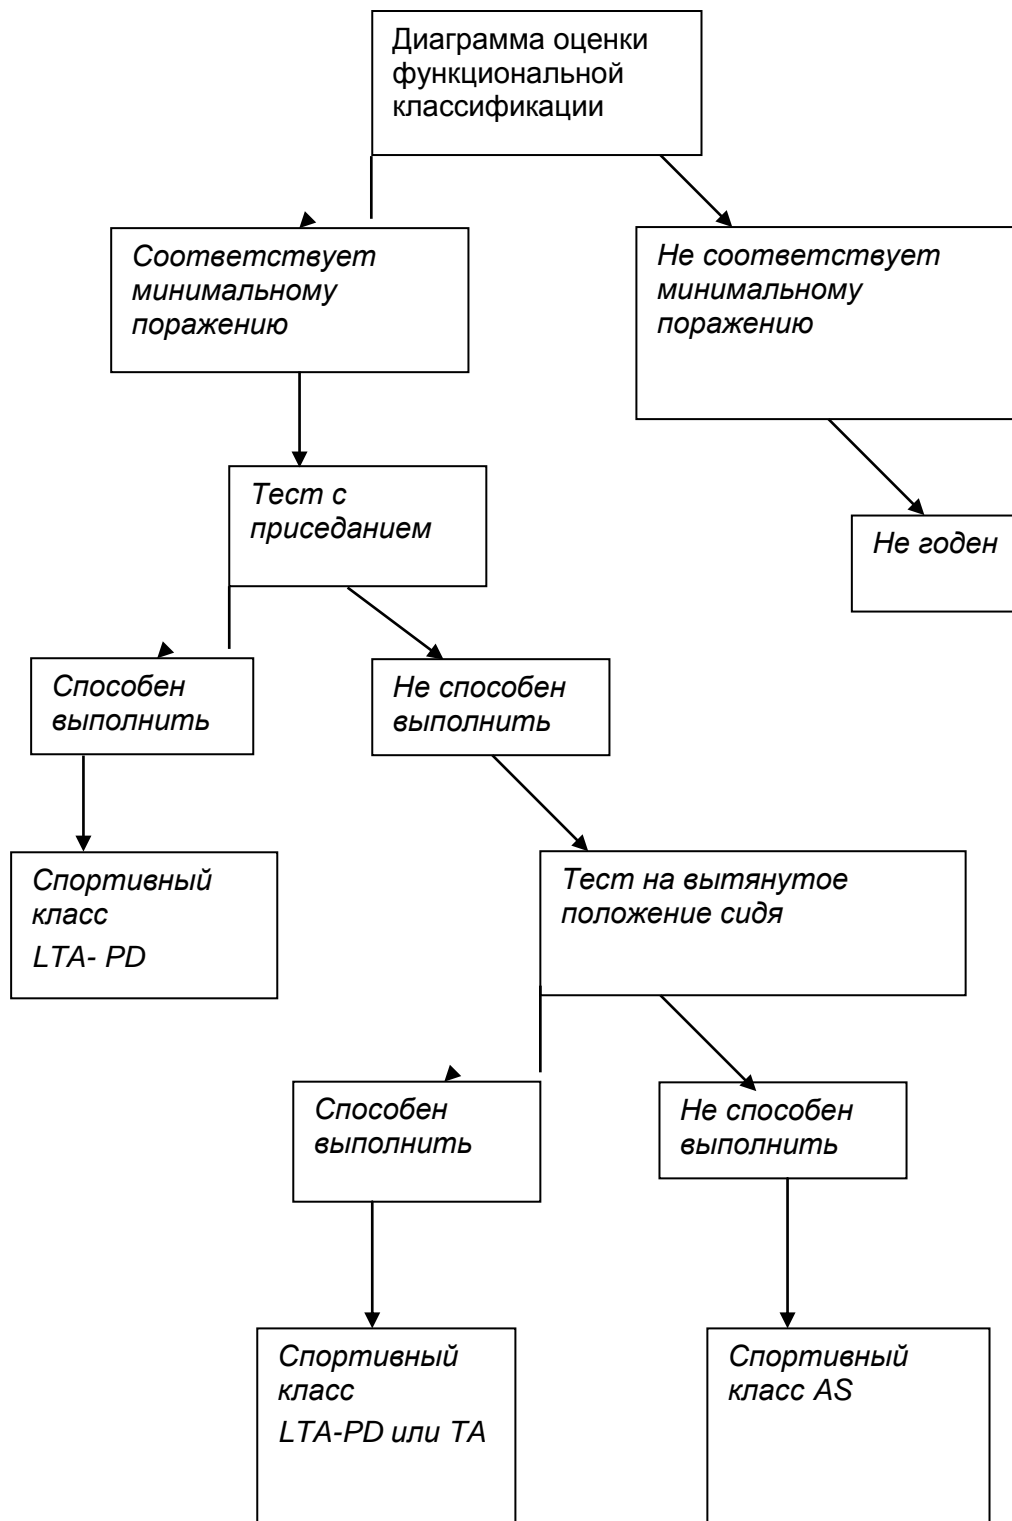 Диаграмма оценки
функциональной
классификации
Соответствует
минимальному
поражению
Не соответствует
минимальному
поражению
Тест с
приседанием
Не годен
Способен
выполнить
Не способен
выполнить
Спортивный
класс
LTA- PD
Тест на вытянутое
положение сидя
Способен
выполнить
Не способен
выполнить
Спортивный
класс
LTA-PD или TA
Спортивный
класс AS